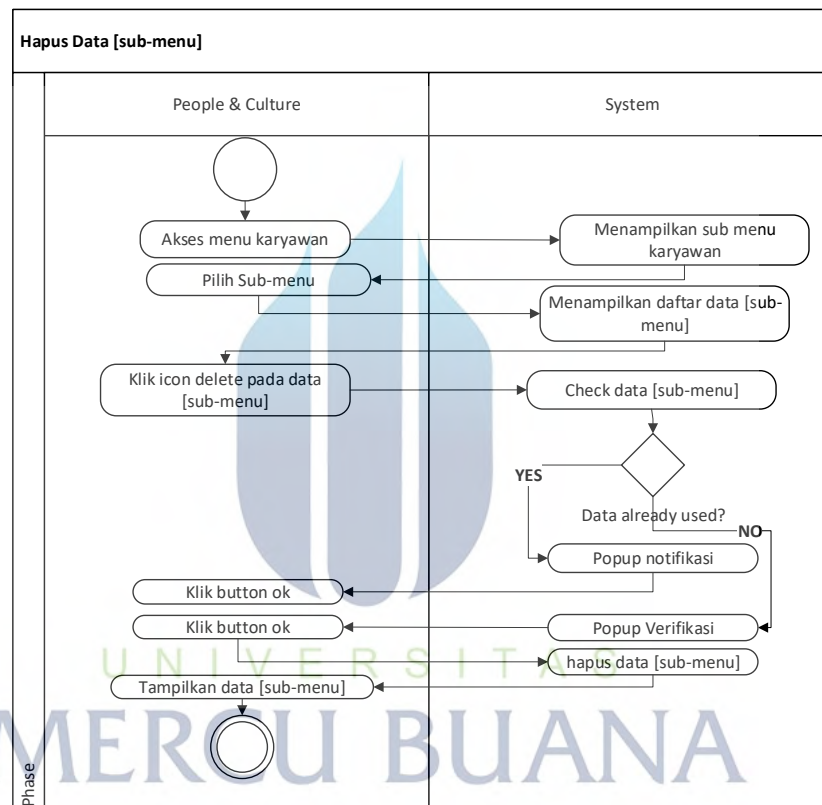 Hapus Data [sub-menu]
People & Culture
System
Akses menu karyawan
Menampilkan sub menu
karyawan
Pilih Sub-menu
Menampilkan daftar data [sub-
menu]
Klik icon delete pada data
[sub-menu]
Check data [sub-menu]
YES
Data already used?
NO
Popup notifikasi
Klik button ok
Klik button ok
Popup Verifikasi
UNIVERSITAS
hapus data [sub-menu]
Tampilkan data [sub-menu]
MERCU BUANA
Phase